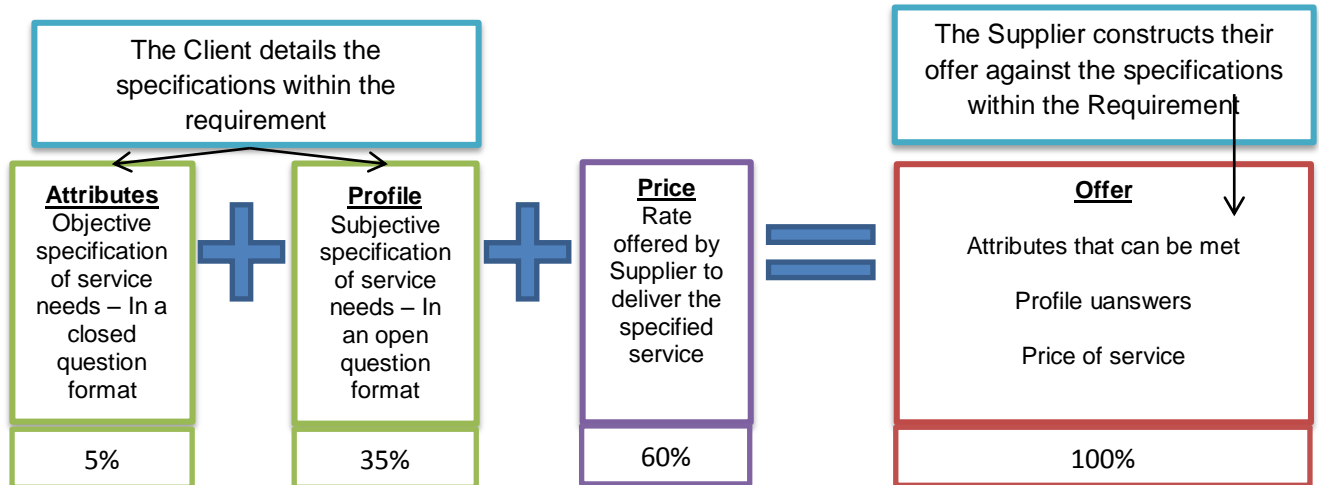 The Client details the
specifications within the
requirement
The Supplier constructs their
offer against the specifications
within the Requirement
Attributes
Objective
specification
of service
needs – In a
closed
question
format
5%
Profile
Subjective
specification
of service
needs – In
an open
question
format
35%
Price
Rate
offered by
Supplier to
deliver the
specified
service
60%
Offer
Attributes that can be met
Profile uanswers
Price of service
100%